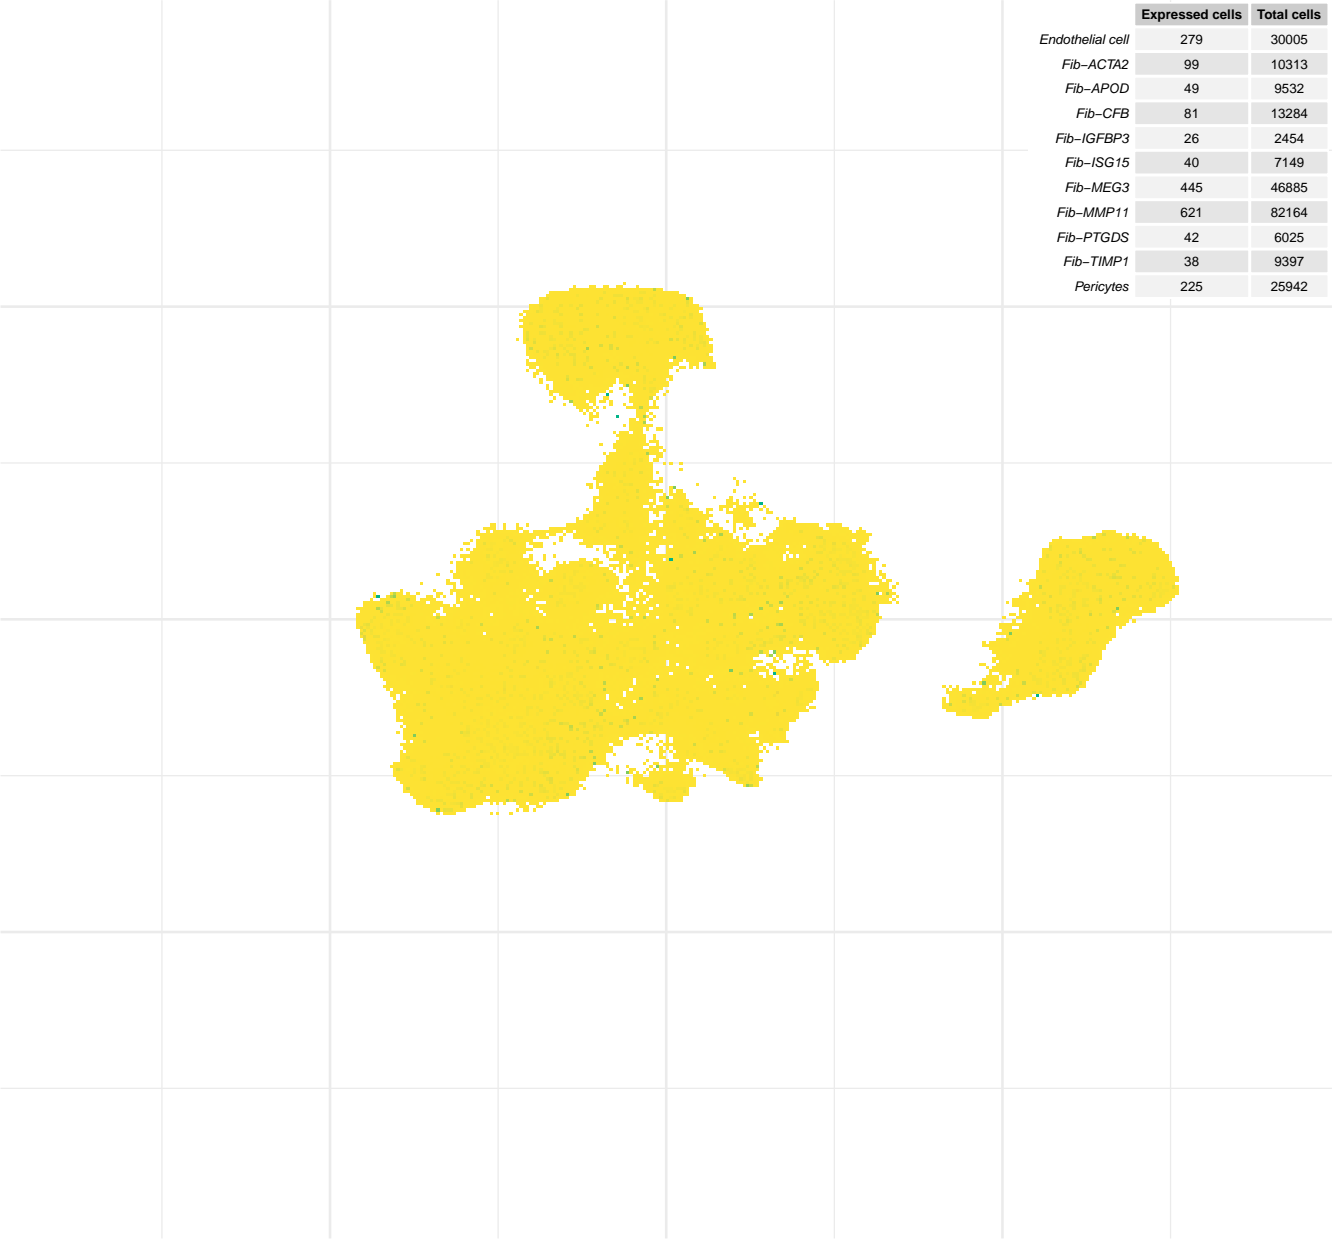 Expressed cells Total cells
Endothelial cell 279 30005
Fib−ACTA2 99 10313
Fib−APOD 49 9532
Fib−CFB 81 13284
Fib−IGFBP3 26 2454
Fib−ISG15 40 7149
Fib−MEG3 445 46885
Fib−MMP11 621 82164
Fib−PTGDS 42 6025
Fib−TIMP1 38 9397
Pericytes 225 25942